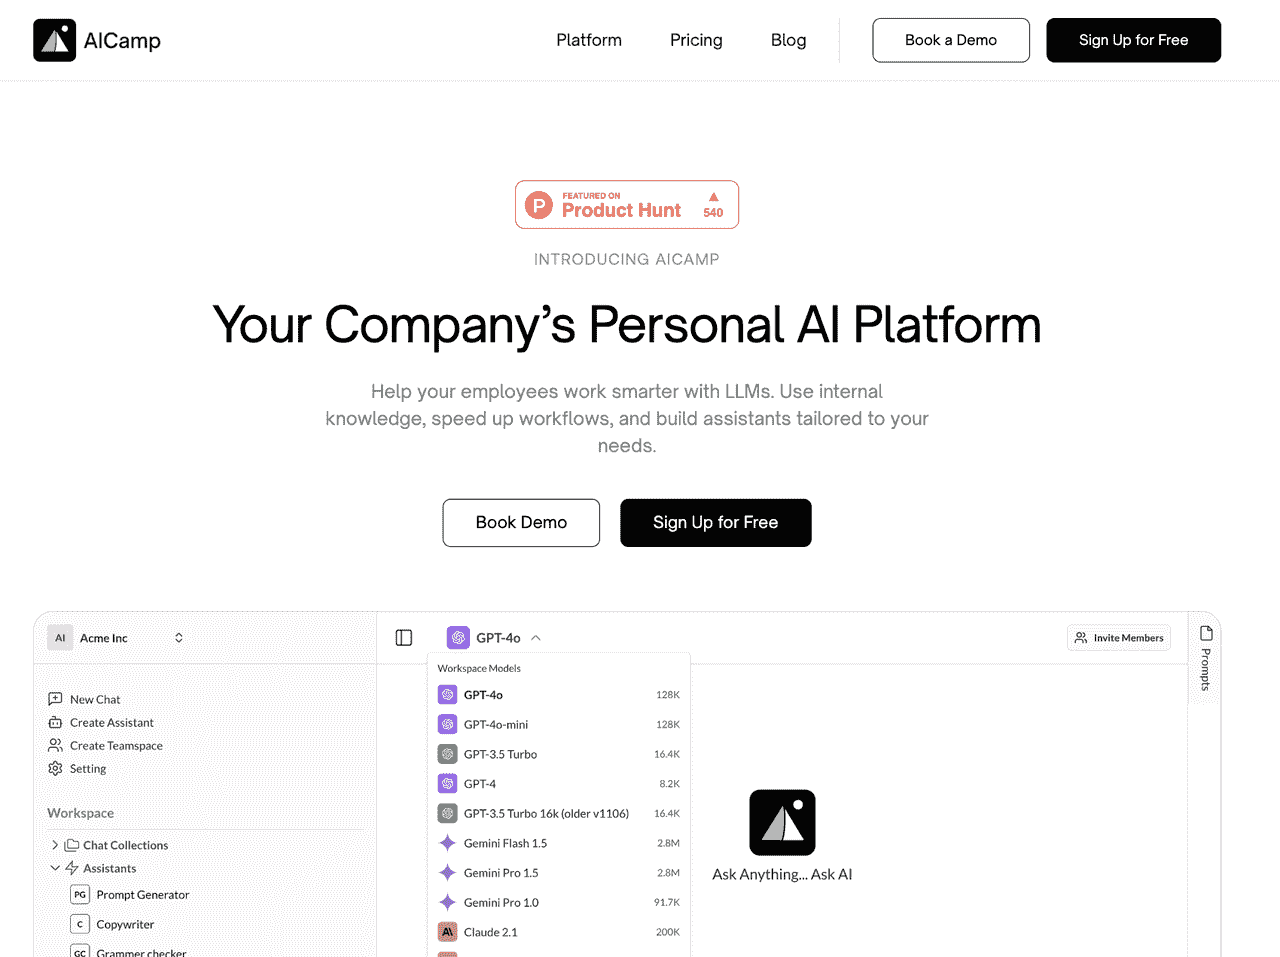 AICamp
Platform
Pricing
Blog
Book a Demo
Sign Up for Free
P
FEATURED ON
Product Hunt
540
INTRODUCING AICAMP
Your Company’s Personal AI Platform
Help your employees work smarter with LLMs. Use internal
knowledge, speed up workflows, and build assistants tailored to your
needs.
Book Demo
Sign Up for Free
AI Acme Inc
New Chat
Create Assistant
Create Teamspace
Setting
Workspace
Chat Collections
Assistants
PG Prompt Generator
C Copywriter
GC Grammer checker
GPT-4o
Workspace Models
GPT-4o 128K
GPT-4o-mini 128K
GPT-3.5 Turbo 16.4K
GPT-4 8.2K
GPT-3.5 Turbo 16k (older v1106) 16.4K
Gemini Flash 1.5 2.8M
Gemini Pro 1.5 2.8M
Gemini Pro 1.0 91.7K
AI Claude 2.1 200K
Invite Members
Prompts
Ask Anything... Ask AI